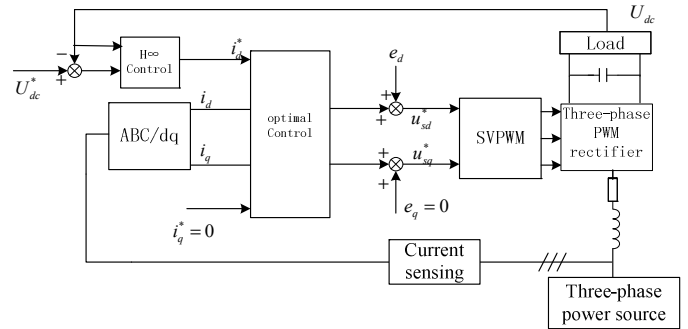 U_dc
Load
H∞
Control
i_d^*
e_d
−
+
U_dc^*
ABC/dq
i_d
i_q
optimal
Control
+
+
u_sd^*
u_sq^*
+
+
SVPWM
Three-phase
PWM
rectifier
i_q^* = 0
e_q = 0
Current
sensing
Three-phase
power source